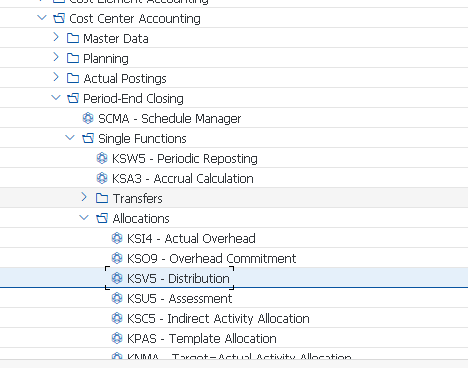 Cost Element Accounting
Cost Center Accounting
Master Data
Planning
Actual Postings
Period-End Closing
SCMA - Schedule Manager
Single Functions
KSW5 - Periodic Reposting
KSA3 - Accrual Calculation
Transfers
Allocations
KSI4 - Actual Overhead
KSO9 - Overhead Commitment
KSV5 - Distribution
KSU5 - Assessment
KSC5 - Indirect Activity Allocation
KPAS - Template Allocation
KNMA - Target=Actual Activity Allocation